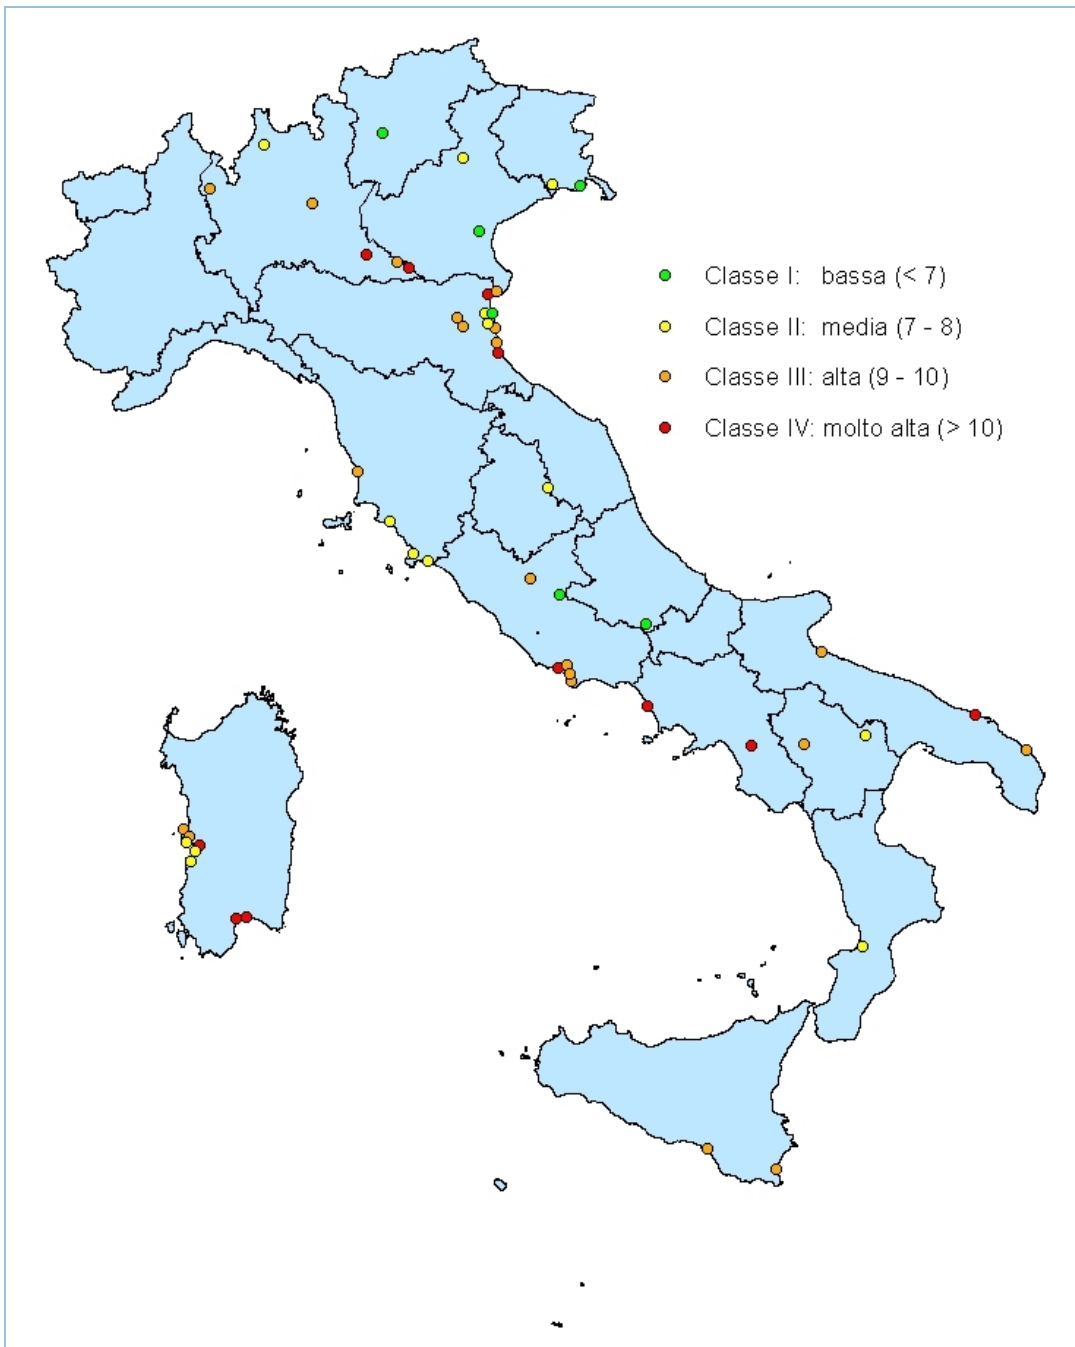 Classe I: bassa (< 7)
Classe II: media (7 - 8)
Classe III: alta (9 - 10)
Classe IV: molto alta (> 10)